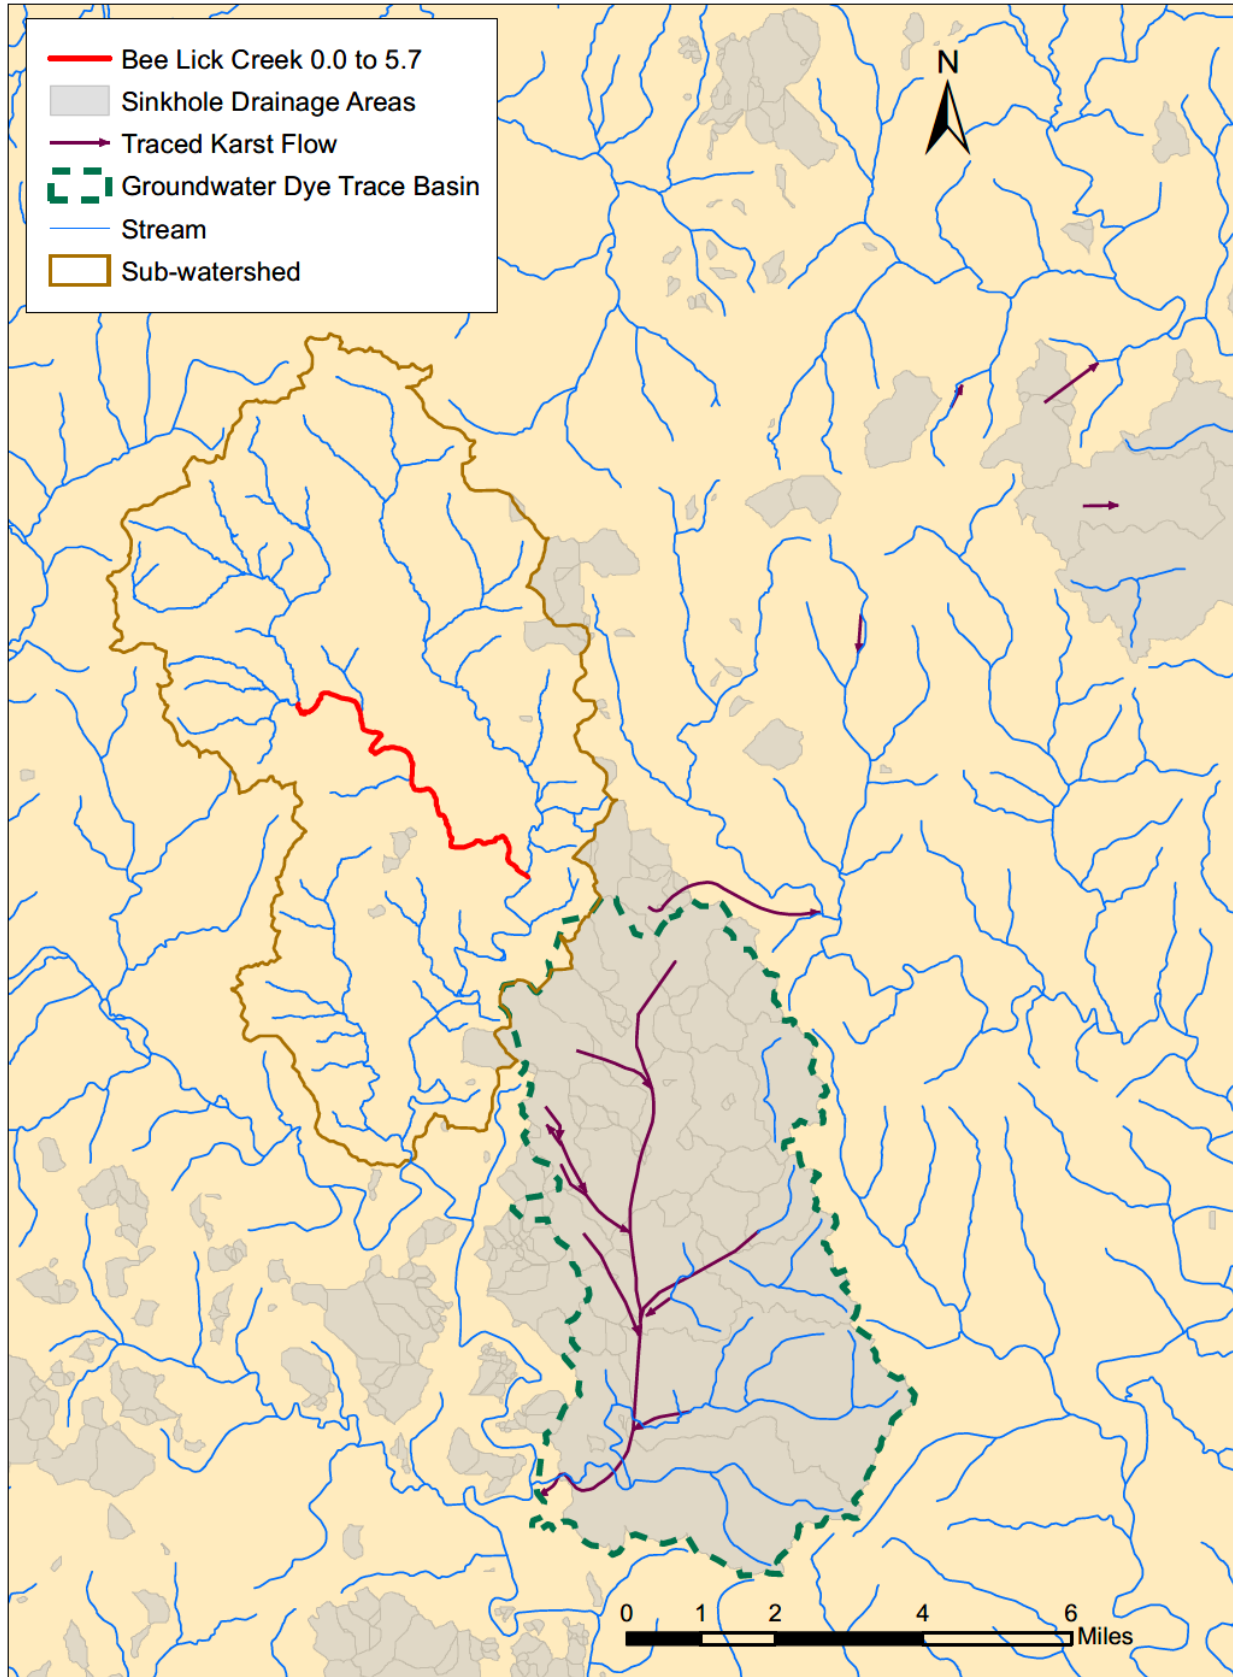 Bee Lick Creek 0.0 to 5.7
Sinkhole Drainage Areas
Traced Karst Flow
Groundwater Dye Trace Basin
Stream
Sub-watershed
N
0 1 2 4 6
Miles